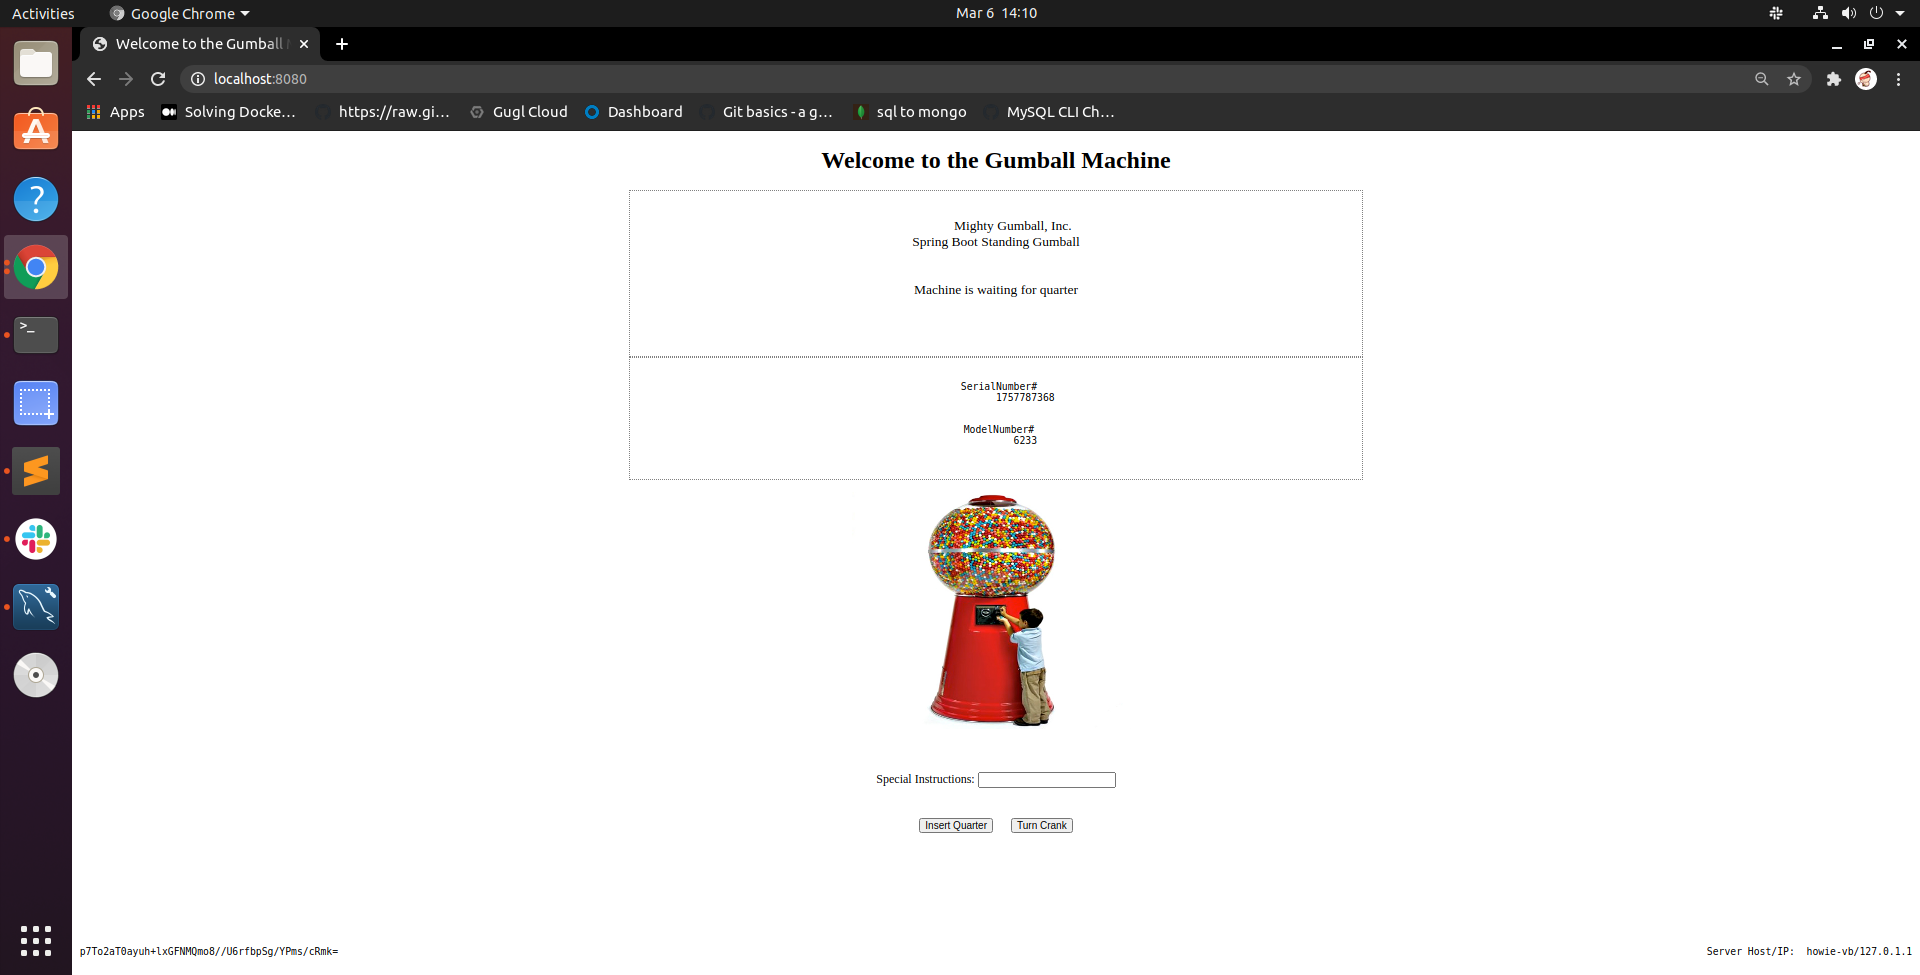 Activities
Google Chrome
Mar 6 14:10
Welcome to the Gumball
localhost:8080
Apps
Solving Docke...
https://raw.gi...
Gugl Cloud
Dashboard
Git basics - a g...
sql to mongo
MySQL CLI Ch...
Welcome to the Gumball Machine
Mighty Gumball, Inc.
Spring Boot Standing Gumball
Machine is waiting for quarter
SerialNumber#
1757787368
ModelNumber#
6233
Special Instructions:
Insert Quarter
Turn Crank
p7To2aT0ayuh+lxGFNMQmo8//U6rfbpSg/YPms/cRmk=
Server Host/IP: howie-vb/127.0.1.1